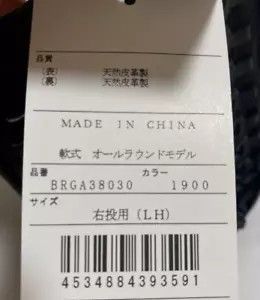 品質
(表) 天然皮革製
(裏) 天然皮革製
MADE IN CHINA
軟式 オールラウンドモデル
品番 カラー
BRGA38030 1900
サイズ
右投用(LH)
4534884393591